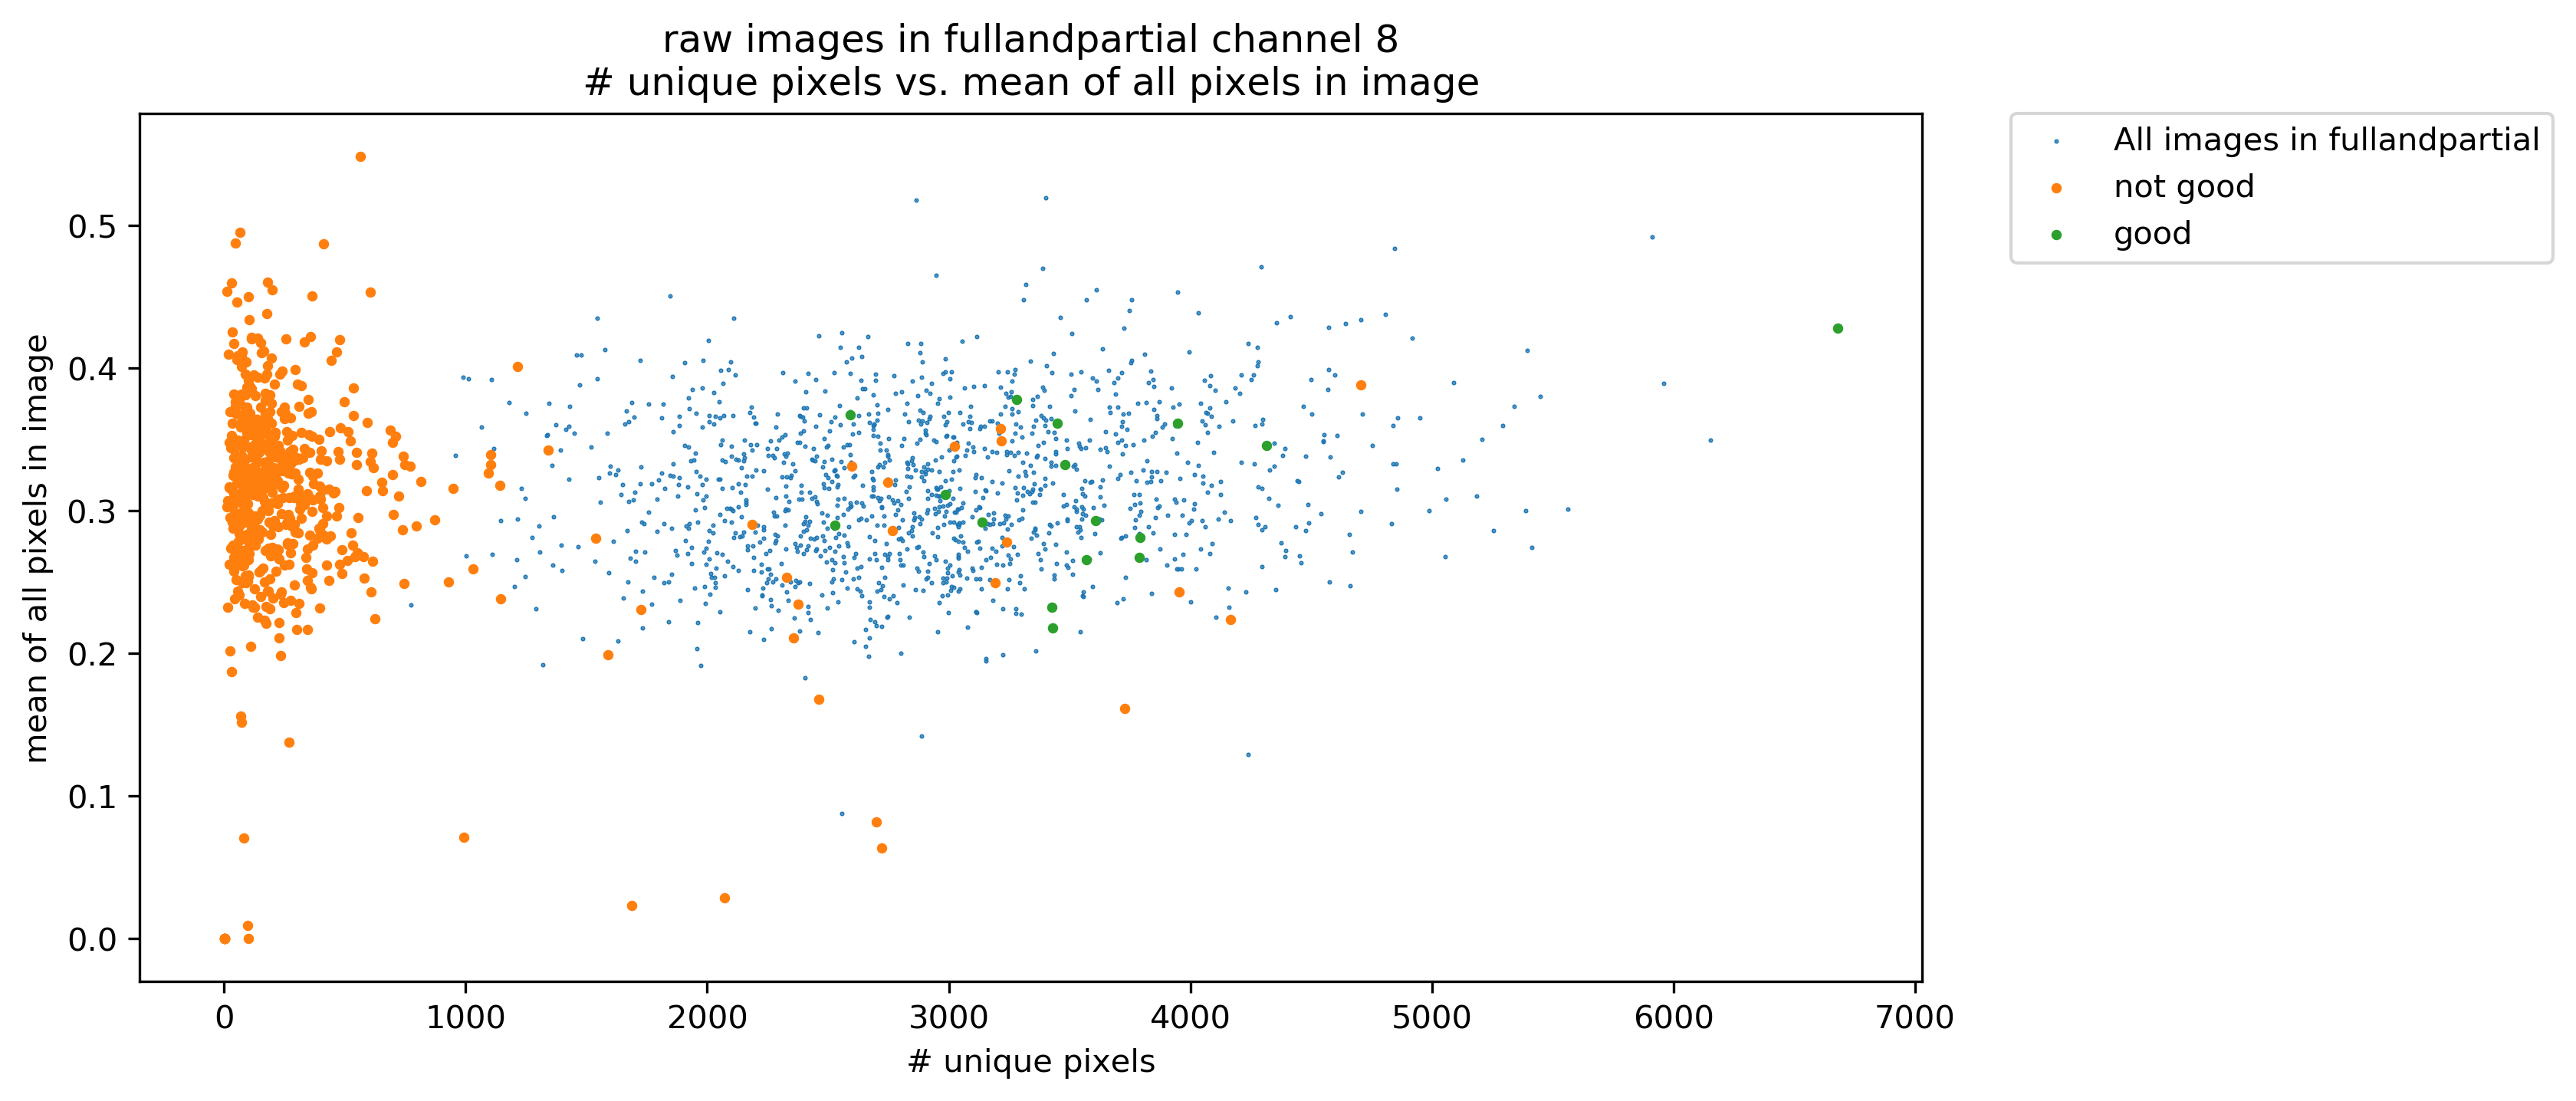 raw images in fullandpartial channel 8
# unique pixels vs. mean of all pixels in image
All images in fullandpartial
not good
good
mean of all pixels in image
0.5
0.4
0.3
0.2
0.1
0.0
0 1000 2000 3000 4000 5000 6000 7000
# unique pixels